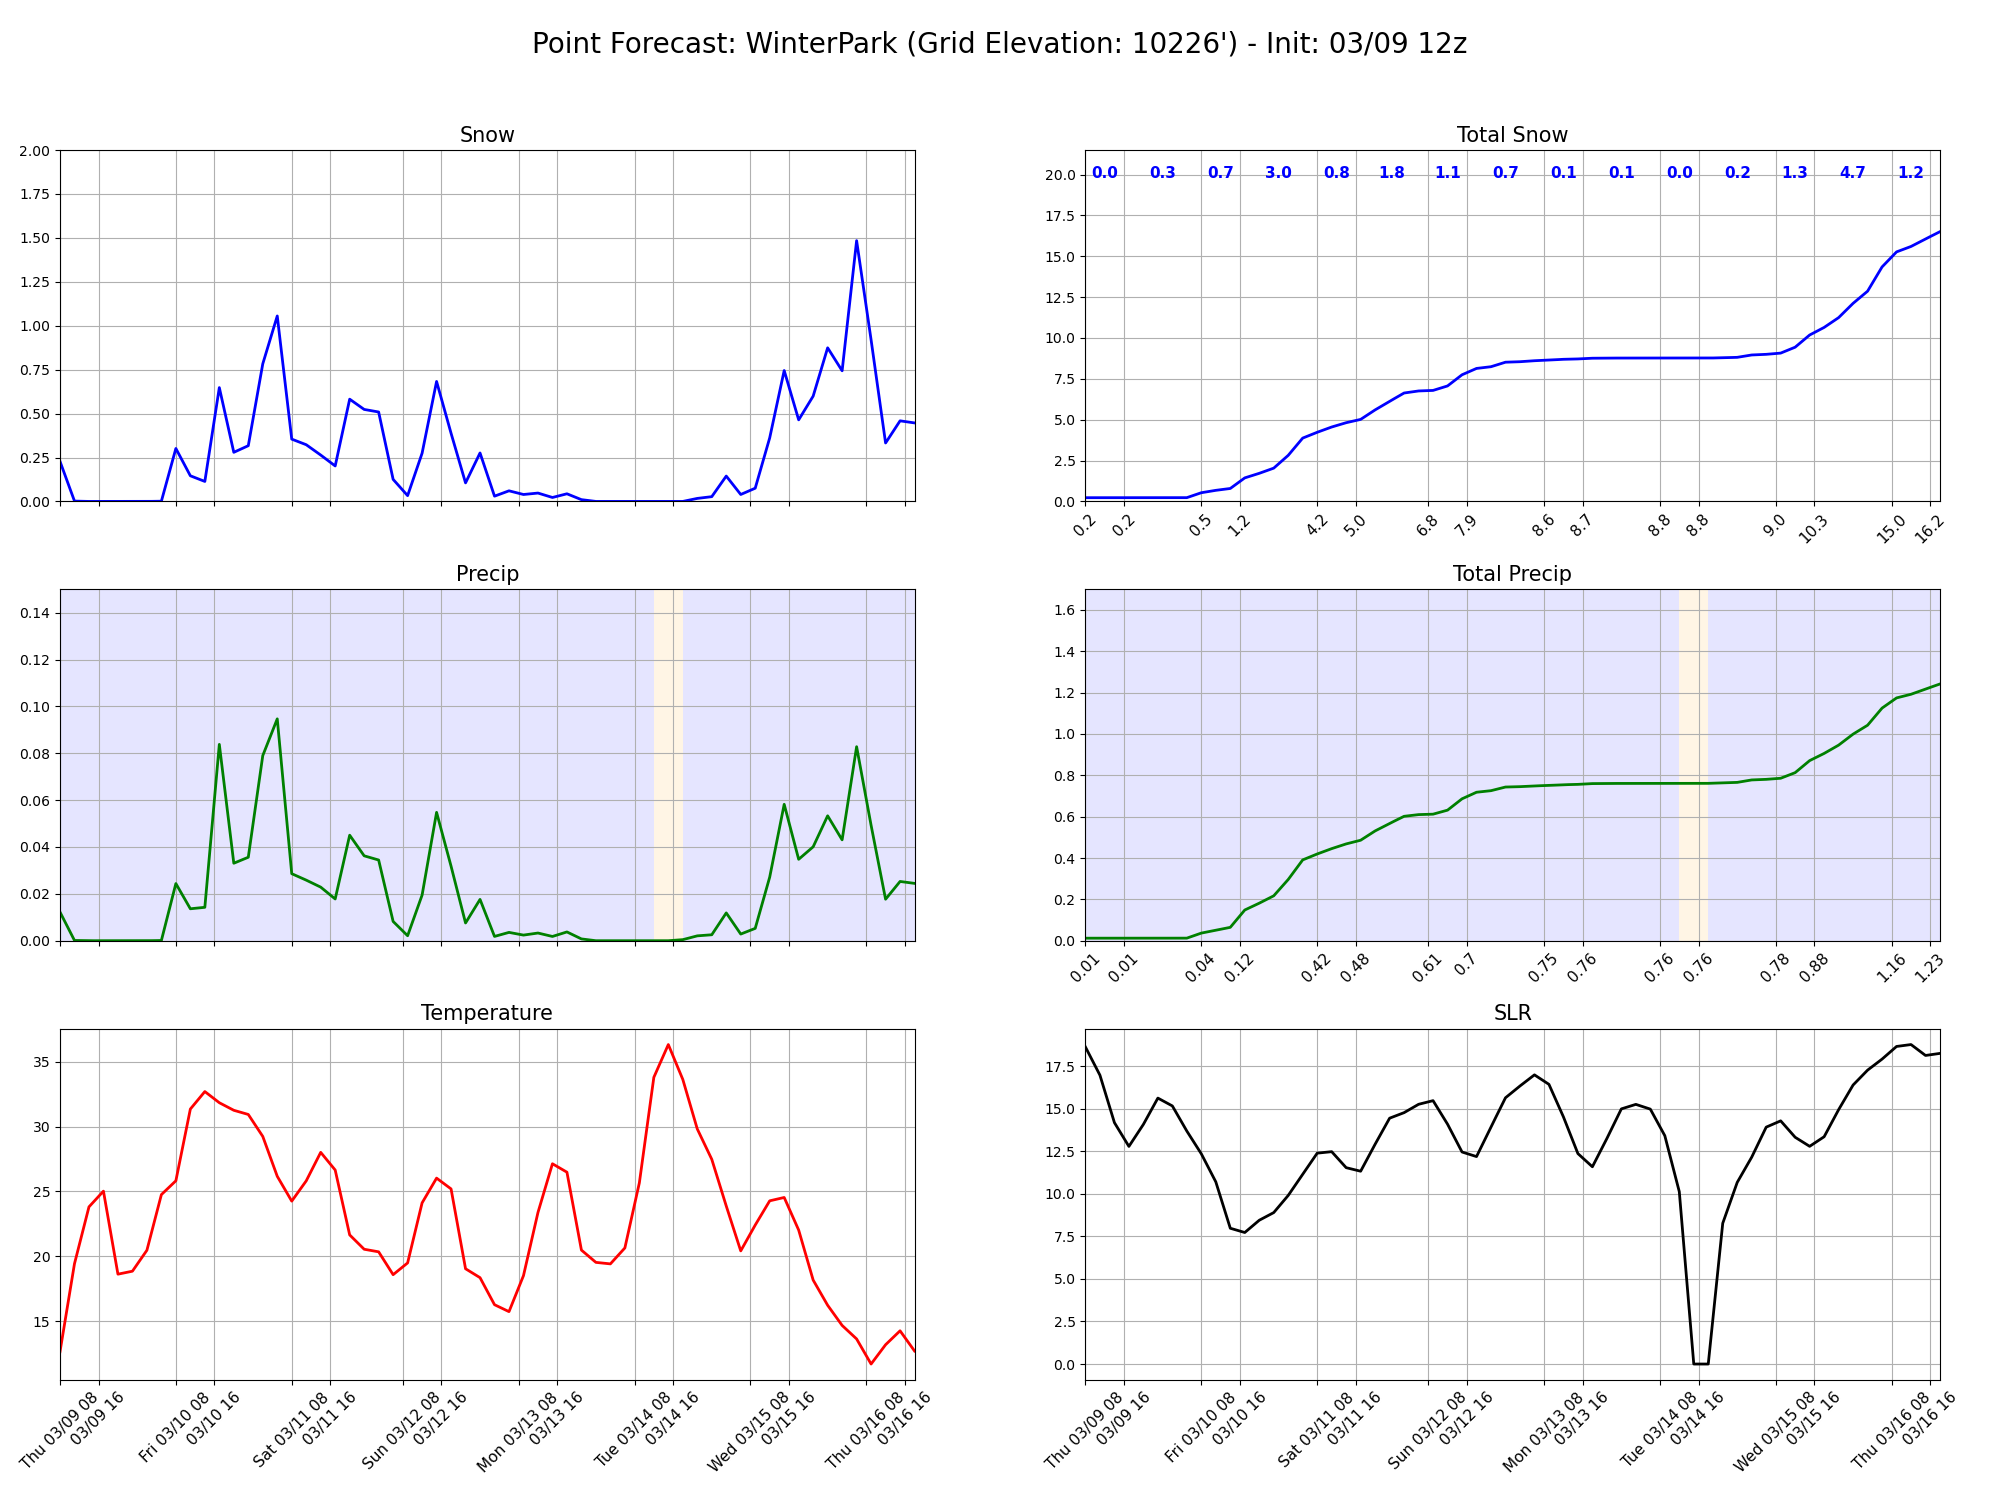 Point Forecast: WinterPark (Grid Elevation: 10226') - Init: 03/09 12z
Snow
2.00
1.75
1.50
1.25
1.00
0.75
0.50
0.25
0.00
Total Snow
20.0
17.5
15.0
12.5
10.0
7.5
5.0
2.5
0.0
0.0 0.3 0.7 3.0 0.8 1.8 1.1 0.7 0.1 0.1 0.0 0.2 1.3 4.7 1.2
0.2 0.2 0.5 1.2 4.2 5.0 6.8 7.9 8.6 8.7 8.8 8.8 9.0 10.3 15.0 16.2
Precip
0.14
0.12
0.10
0.08
0.06
0.04
0.02
0.00
Total Precip
1.6
1.4
1.2
1.0
0.8
0.6
0.4
0.2
0.0
0.01 0.01 0.04 0.12 0.42 0.48 0.61 0.7 0.75 0.76 0.76 0.76 0.78 0.88 1.16 1.23
Temperature
35
30
25
20
15
Thu 03/09 08
03/09 16
Fri 03/10 08
03/10 16
Sat 03/11 08
03/11 16
Sun 03/12 08
03/12 16
Mon 03/13 08
03/13 16
Tue 03/14 08
03/14 16
Wed 03/15 08
03/15 16
Thu 03/16 08
03/16 16
SLR
17.5
15.0
12.5
10.0
7.5
5.0
2.5
0.0
Thu 03/09 08
03/09 16
Fri 03/10 08
03/10 16
Sat 03/11 08
03/11 16
Sun 03/12 08
03/12 16
Mon 03/13 08
03/13 16
Tue 03/14 08
03/14 16
Wed 03/15 08
03/15 16
Thu 03/16 08
03/16 16